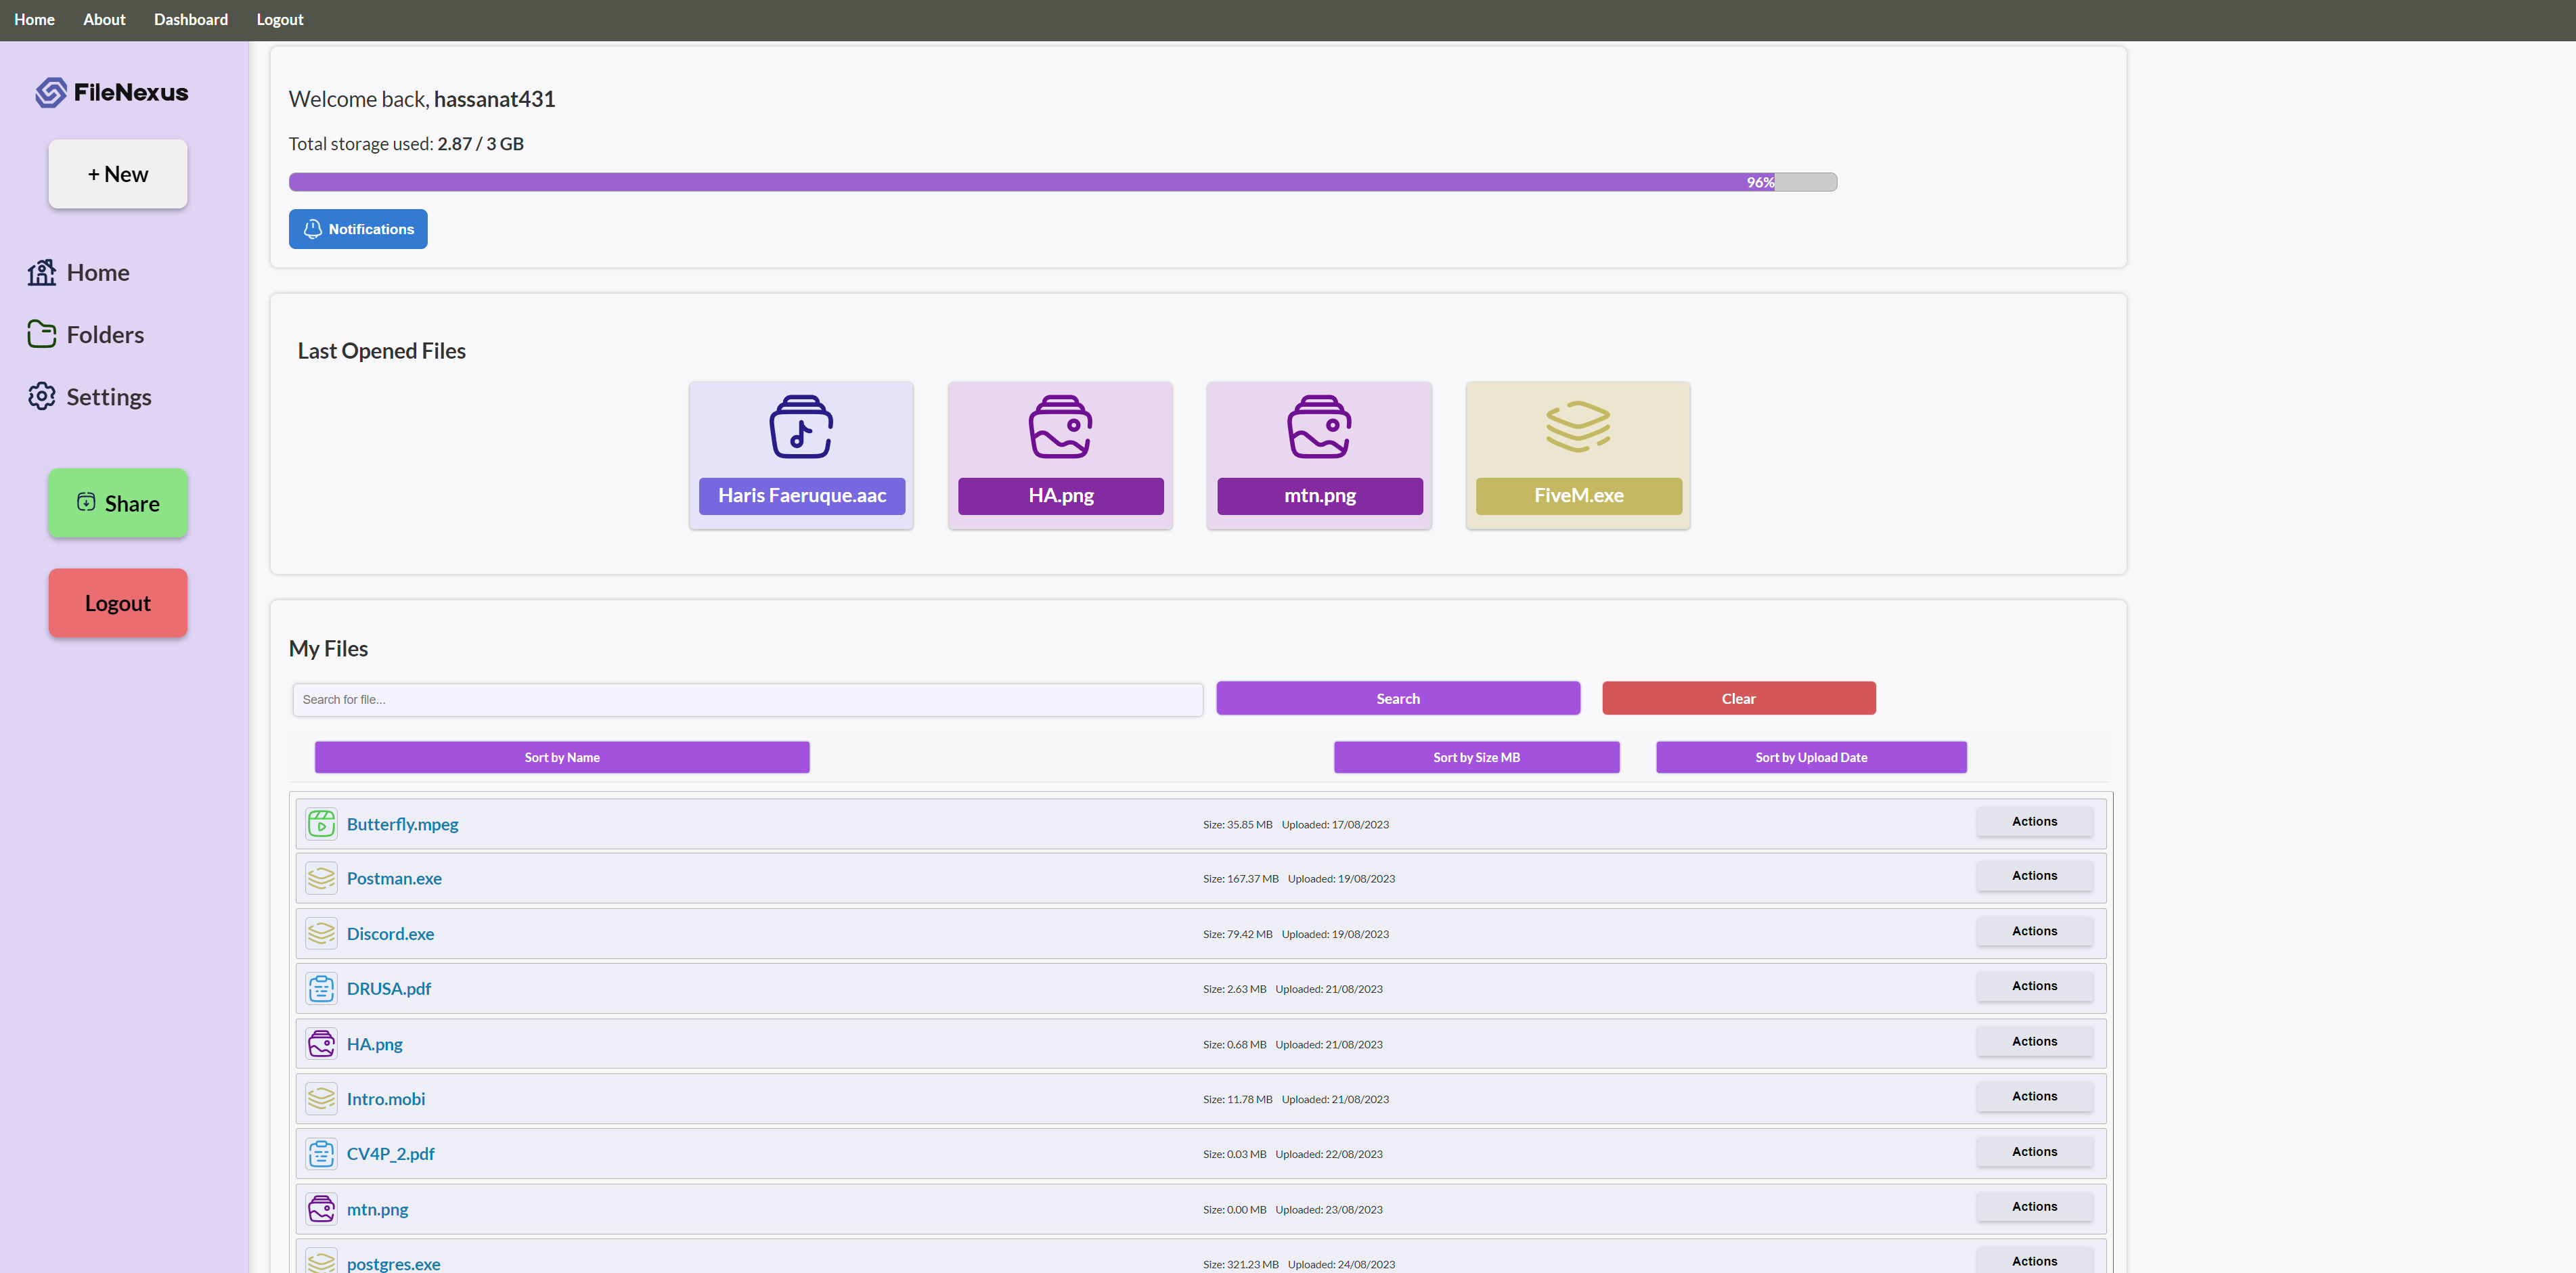 Home About Dashboard Logout
FileNexus
+ New
Home
Folders
Settings
Share
Logout
Welcome back, hassanat431
Total storage used: 2.87 / 3 GB
96%
Notifications
Last Opened Files
Haris Faeruque.aac HA.png mtn.png FiveM.exe
My Files
Search for file... Search Clear
Sort by Name Sort by Size MB Sort by Upload Date
Butterfly.mpeg Size: 35.85 MB Uploaded: 17/08/2023 Actions
Postman.exe Size: 167.37 MB Uploaded: 19/08/2023 Actions
Discord.exe Size: 79.42 MB Uploaded: 19/08/2023 Actions
DRUSA.pdf Size: 2.63 MB Uploaded: 21/08/2023 Actions
HA.png Size: 0.68 MB Uploaded: 21/08/2023 Actions
Intro.mobi Size: 11.78 MB Uploaded: 21/08/2023 Actions
CV4P_2.pdf Size: 0.03 MB Uploaded: 22/08/2023 Actions
mtn.png Size: 0.00 MB Uploaded: 23/08/2023 Actions
postgres.exe Size: 321.23 MB Uploaded: 24/08/2023 Actions